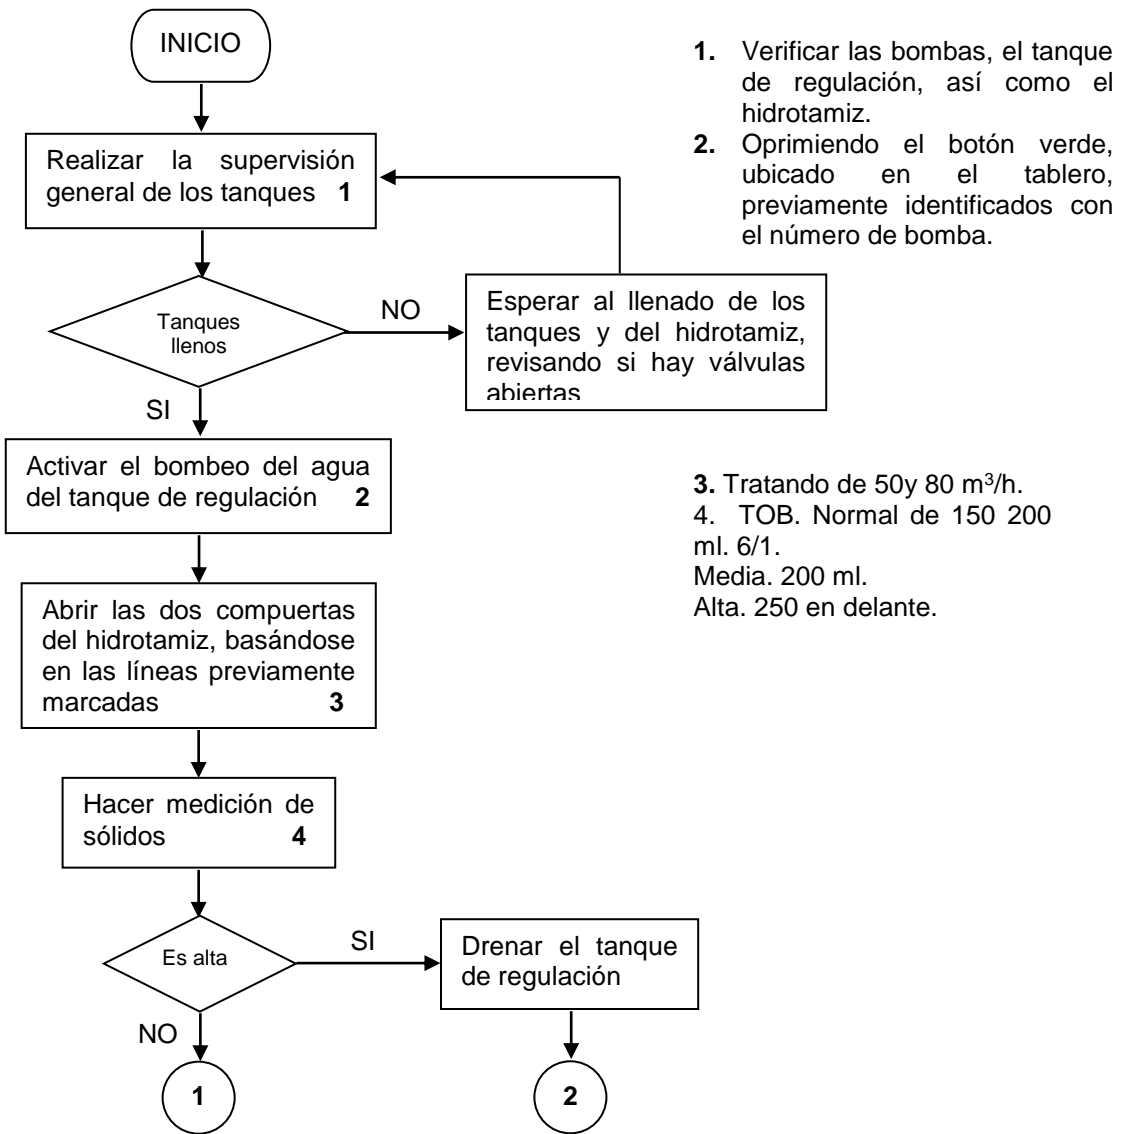 INICIO
1. Verificar las bombas, el tanque
de regulación, así como el
hidrotamiz.
2. Oprimiendo el botón verde,
ubicado en el tablero,
previamente identificados con
el número de bomba.
Realizar la supervisión
general de los tanques 1
Tanques
llenos
NO
Esperar al llenado de los
tanques y del hidrotamiz,
revisando si hay válvulas
abiertas
SI
Activar el bombeo del agua
del tanque de regulación 2
3. Tratando de 50y 80 m³/h.
4. TOB. Normal de 150 200
ml. 6/1.
Media. 200 ml.
Alta. 250 en delante.
Abrir las dos compuertas
del hidrotamiz, basándose
en las líneas previamente
marcadas 3
Hacer medición de
sólidos 4
Es alta
SI
Drenar el tanque
de regulación
NO
1
2